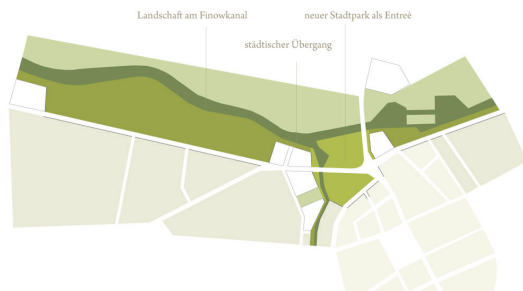 Landschaft am Finowkanal
neuer Stadtpark als Entreé
städtischer Übergang